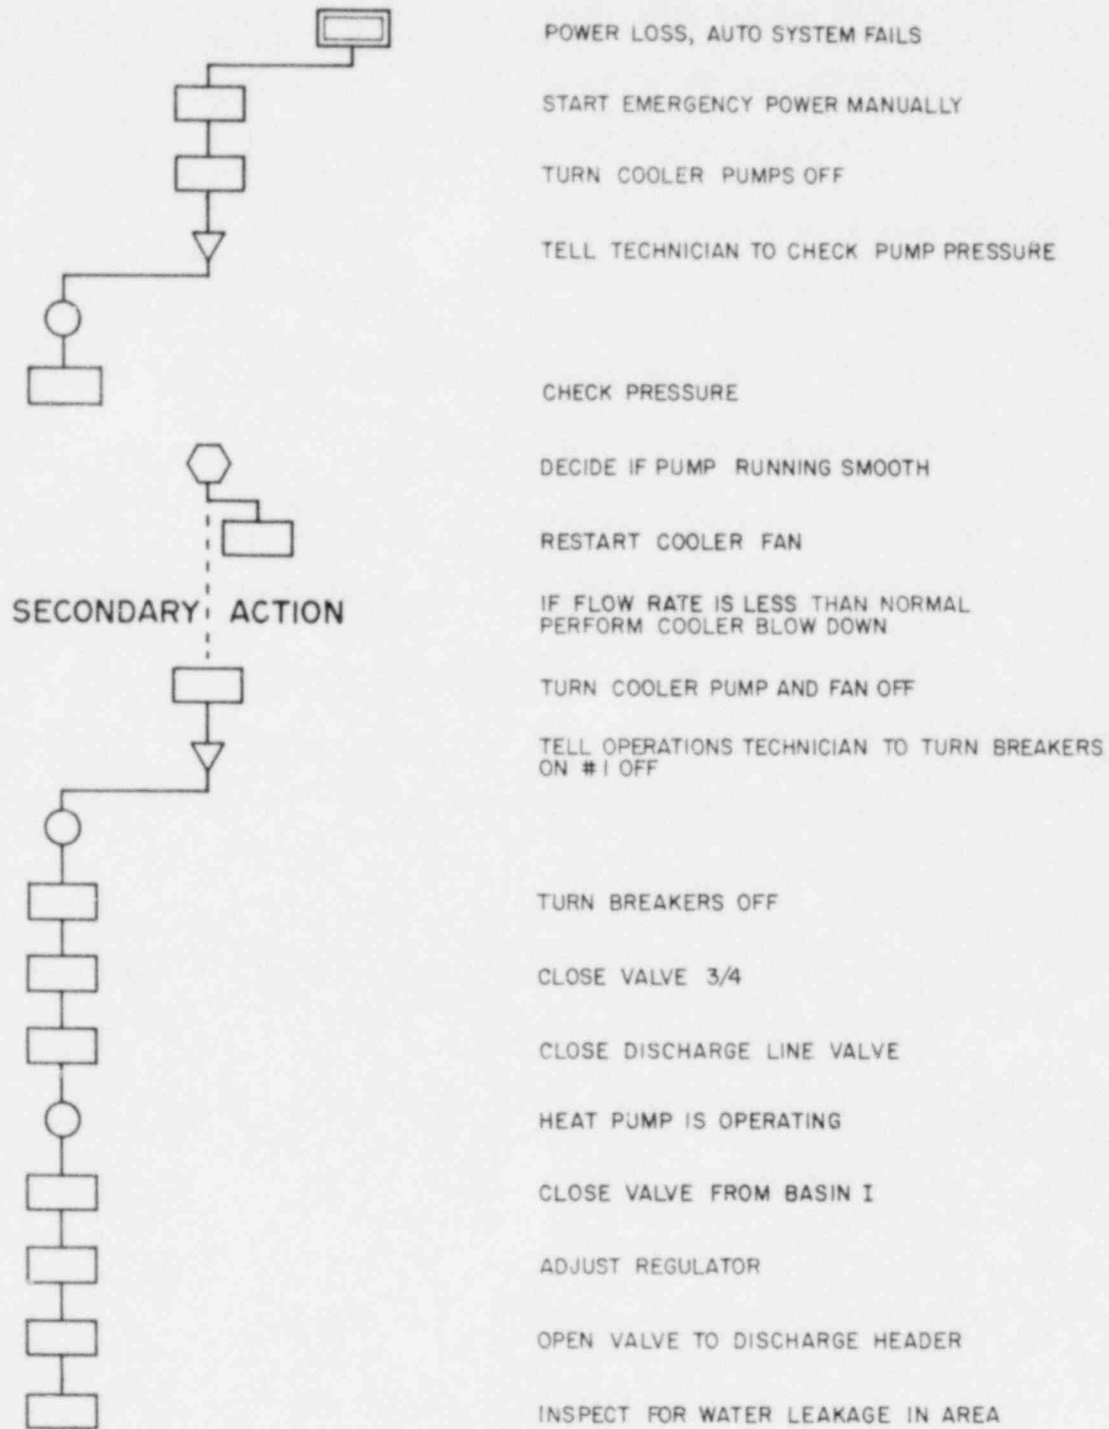 POWER LOSS, AUTO SYSTEM FAILS
START EMERGENCY POWER MANUALLY
TURN COOLER PUMPS OFF
TELL TECHNICIAN TO CHECK PUMP PRESSURE
CHECK PRESSURE
DECIDE IF PUMP RUNNING SMOOTH
RESTART COOLER FAN
SECONDARY ACTION
IF FLOW RATE IS LESS THAN NORMAL
PERFORM COOLER BLOW DOWN
TURN COOLER PUMP AND FAN OFF
TELL OPERATIONS TECHNICIAN TO TURN BREAKERS
ON #1 OFF
TURN BREAKERS OFF
CLOSE VALVE 3/4
CLOSE DISCHARGE LINE VALVE
HEAT PUMP IS OPERATING
CLOSE VALVE FROM BASIN I
ADJUST REGULATOR
OPEN VALVE TO DISCHARGE HEADER
INSPECT FOR WATER LEAKAGE IN AREA